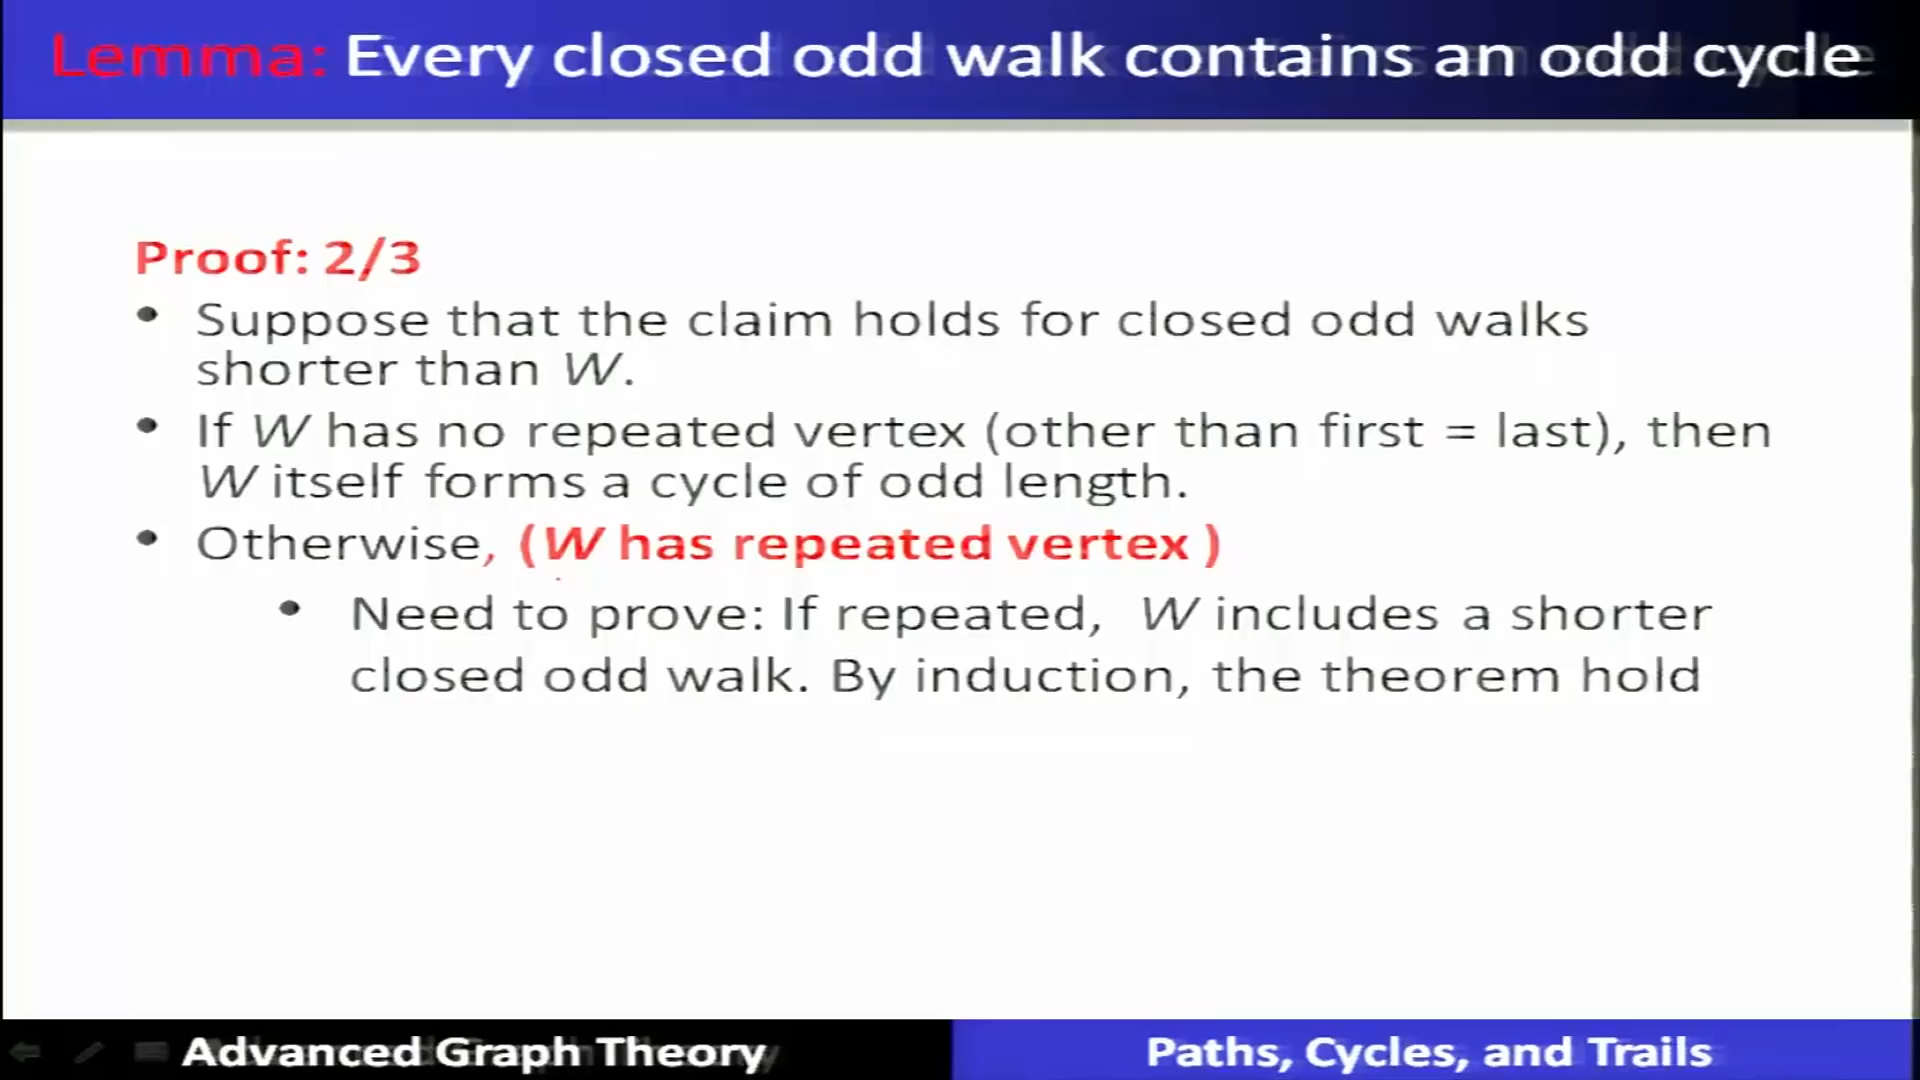 Lemma: Every closed odd walk contains an odd cycle
Proof: 2/3
• Suppose that the claim holds for closed odd walks
shorter than W.
• If W has no repeated vertex (other than first = last), then
W itself forms a cycle of odd length.
• Otherwise, (W has repeated vertex )
• Need to prove: If repeated, W includes a shorter
closed odd walk. By induction, the theorem hold
Advanced Graph Theory
Paths, Cycles, and Trails